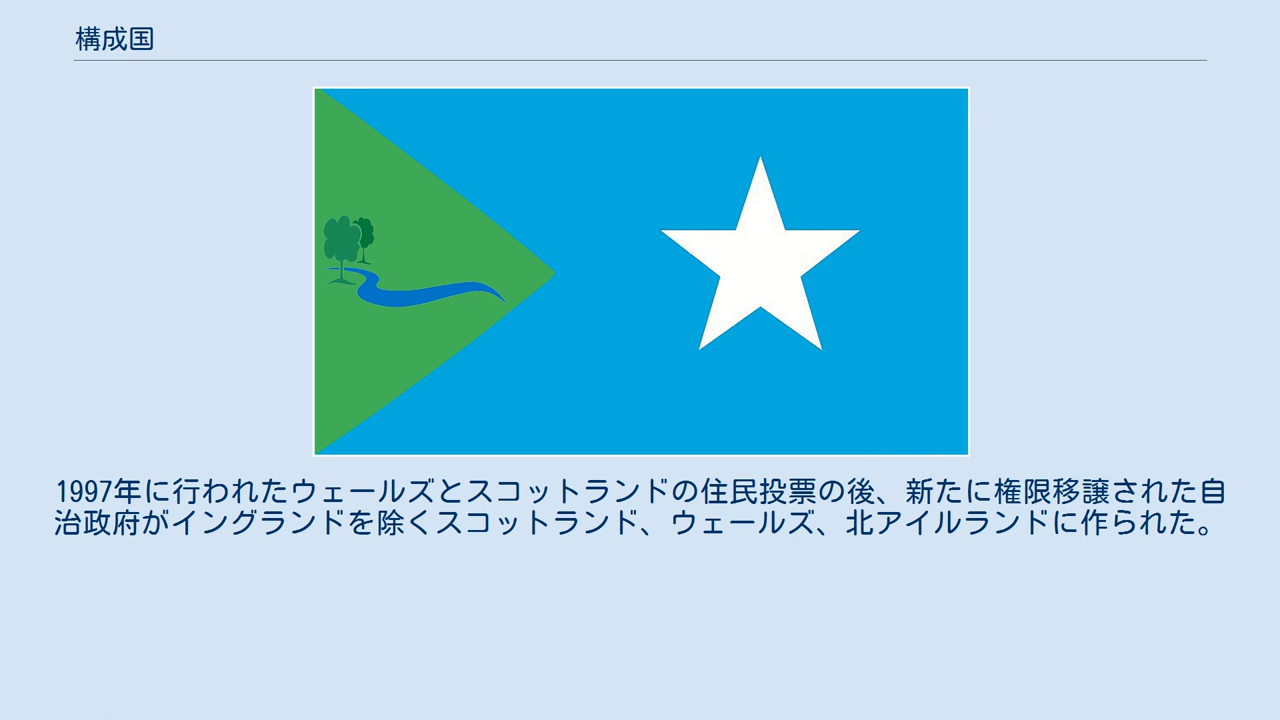 構成国
1997年に行われたウェールズとスコットランドの住民投票の後、新たに権限移譲された自
治政府がイングランドを除くスコットランド、ウェールズ、北アイルランドに作られた。